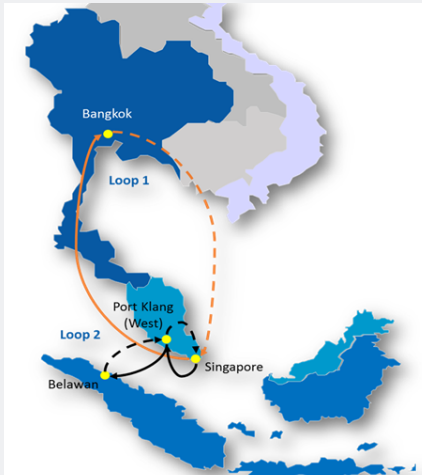 Bangkok
Loop 1
Port Klang
(West)
Loop 2
Singapore
Belawan